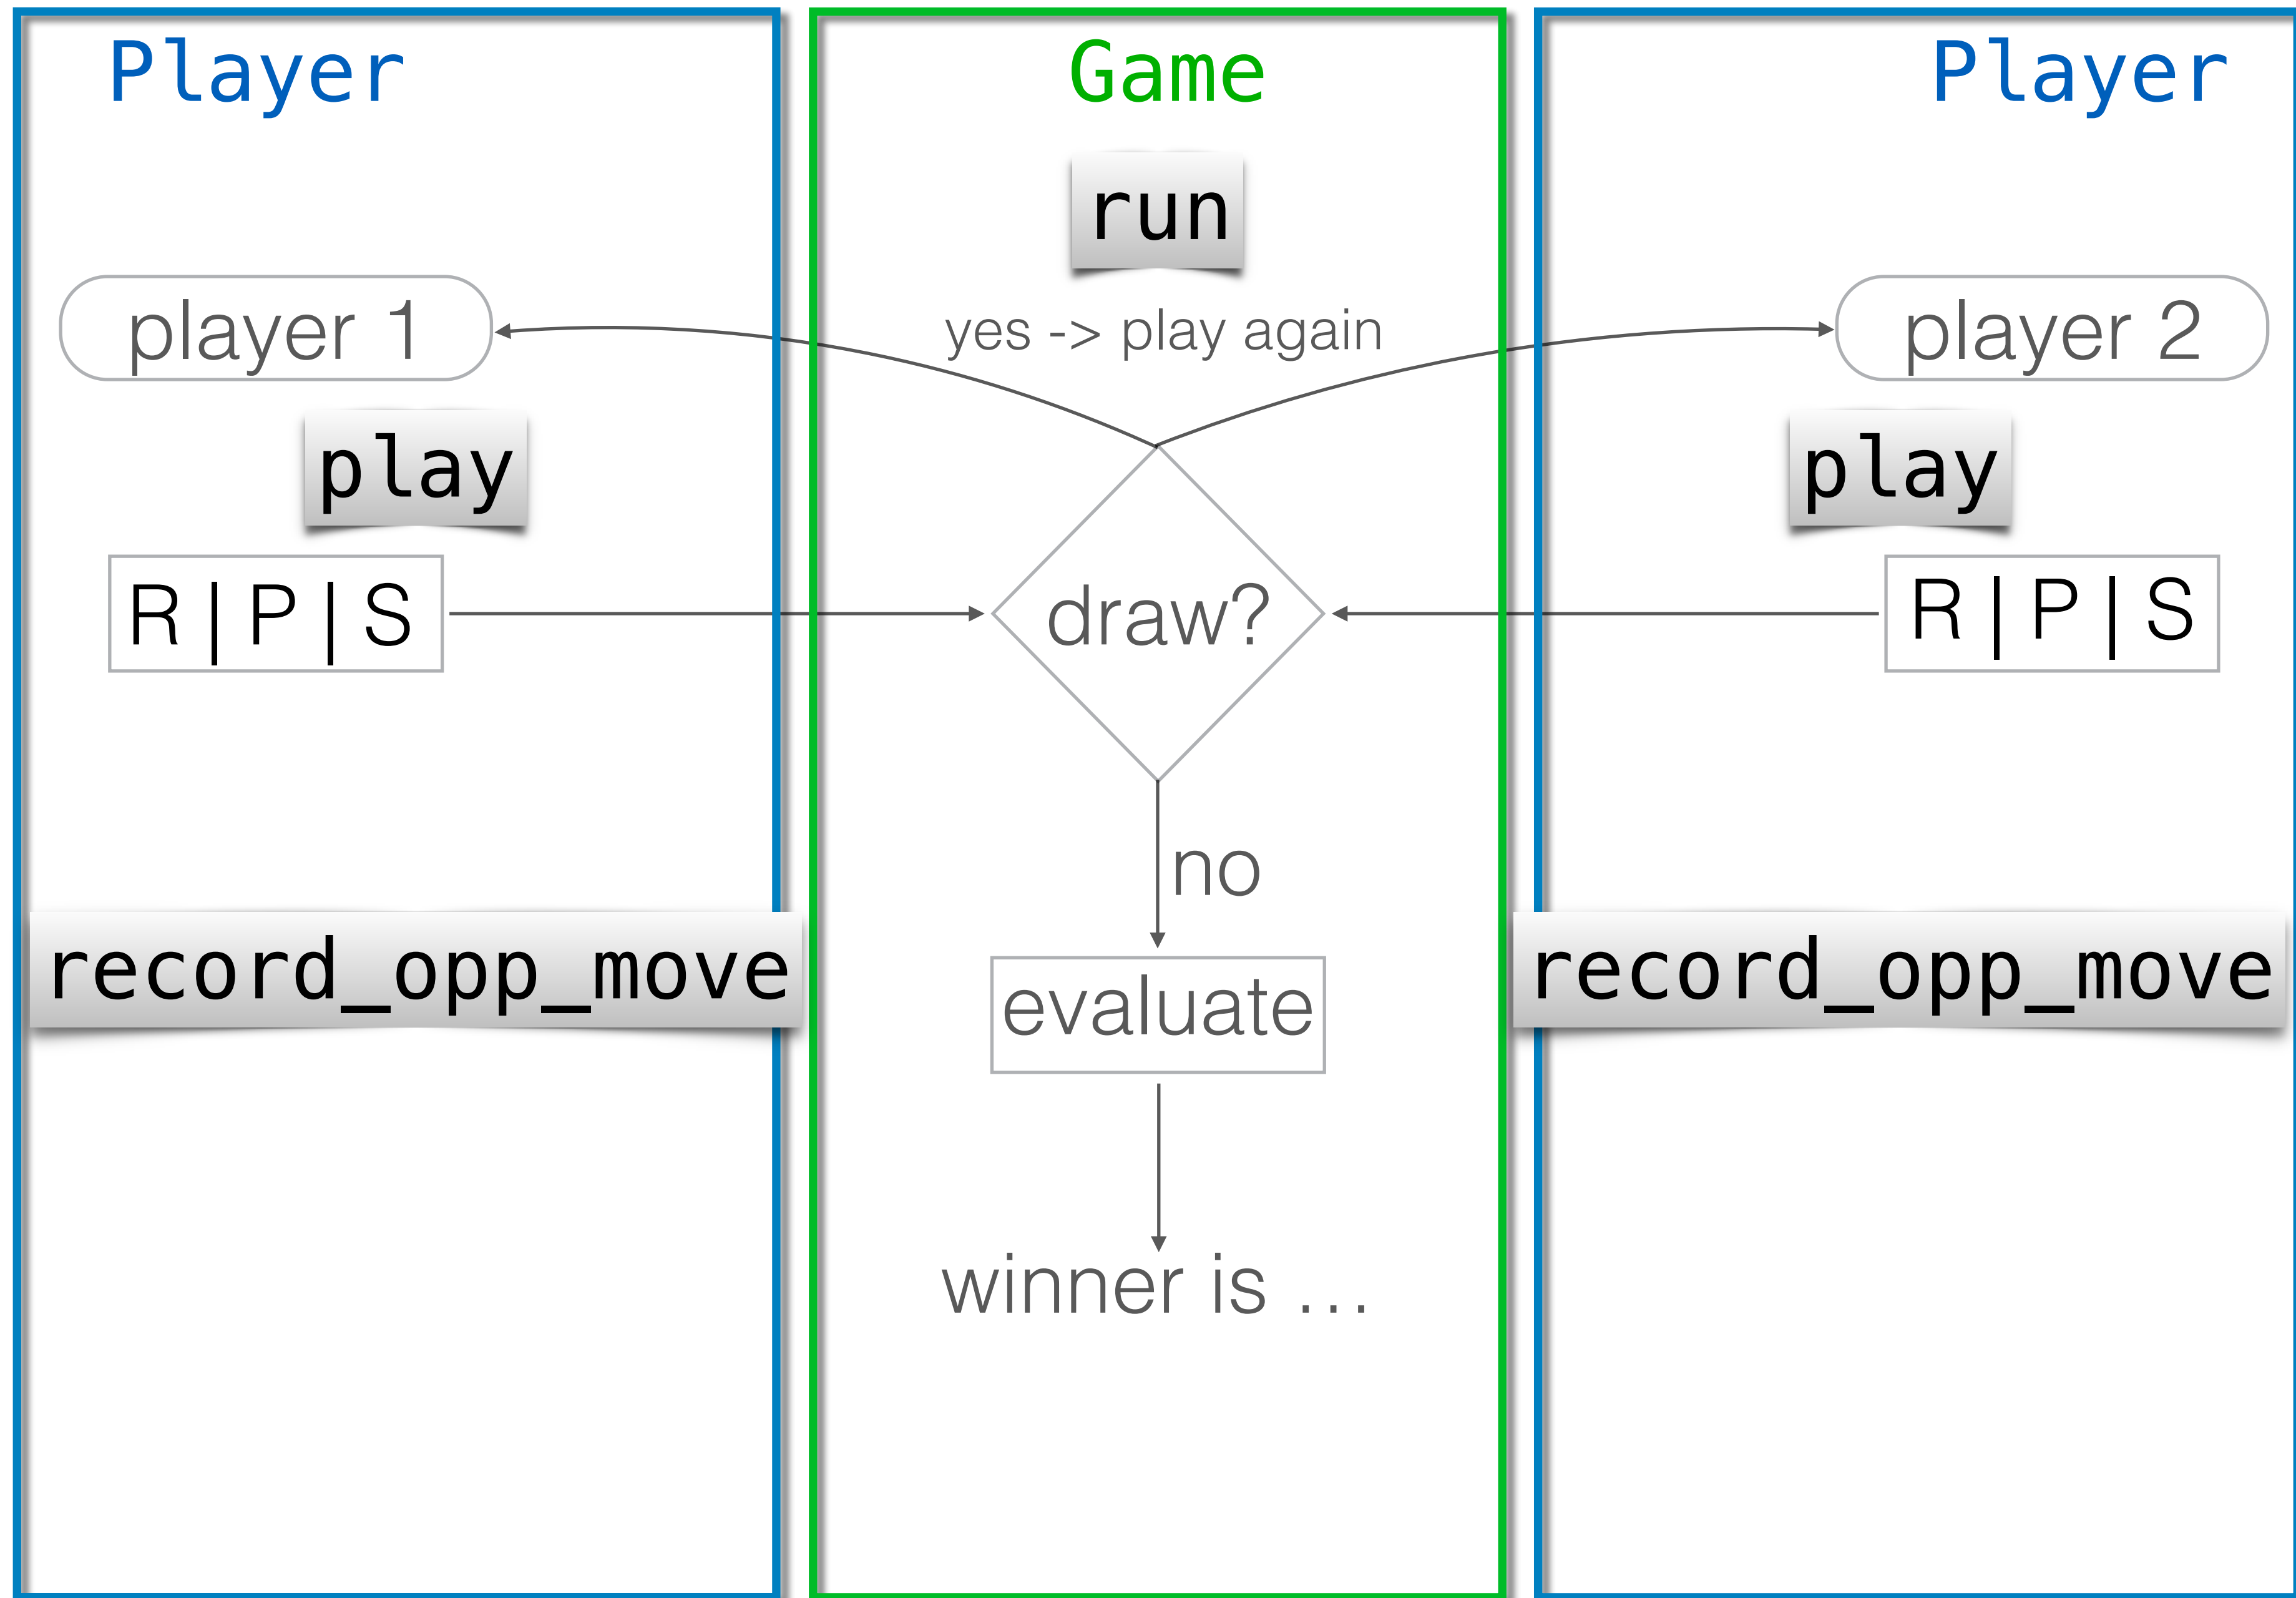 Player
Game
Player
run
player 1
yes -> play again
player 2
play
play
R | P | S
draw?
R | P | S
no
record_opp_move
evaluate
record_opp_move
winner is …